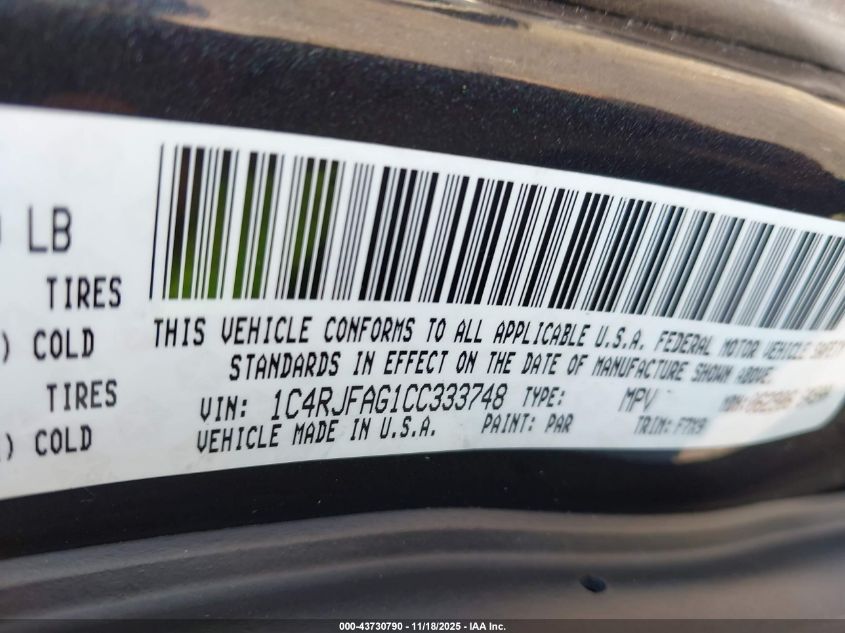 LB
TIRES
) COLD
TIRES
) COLD
THIS VEHICLE CONFORMS TO ALL APPLICABLE U.S.A. FEDERAL MOTOR VEHICLE SAFETY
STANDARDS IN EFFECT ON THE DATE OF MANUFACTURE SHOWN ABOVE.
VIN: 1C4RJFAG1CC333748 TYPE: MPV
VEHICLE MADE IN U.S.A. PAINT: PAR TRIM:
000-43730790 - 11/18/2025 - IAA Inc.